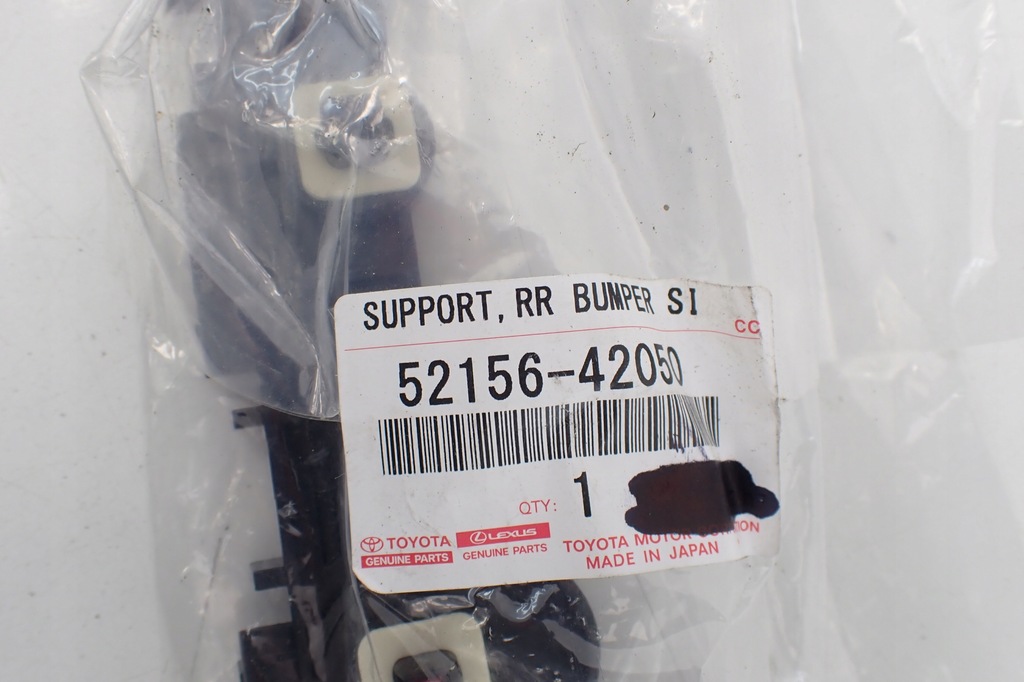 SUPPORT, RR BUMPER SI
CC
52156-42050
QTY: 1
TOYOTA
GENUINE PARTS
LEXUS
GENUINE PARTS
TOYOTA MOTOR
MADE IN JAPAN